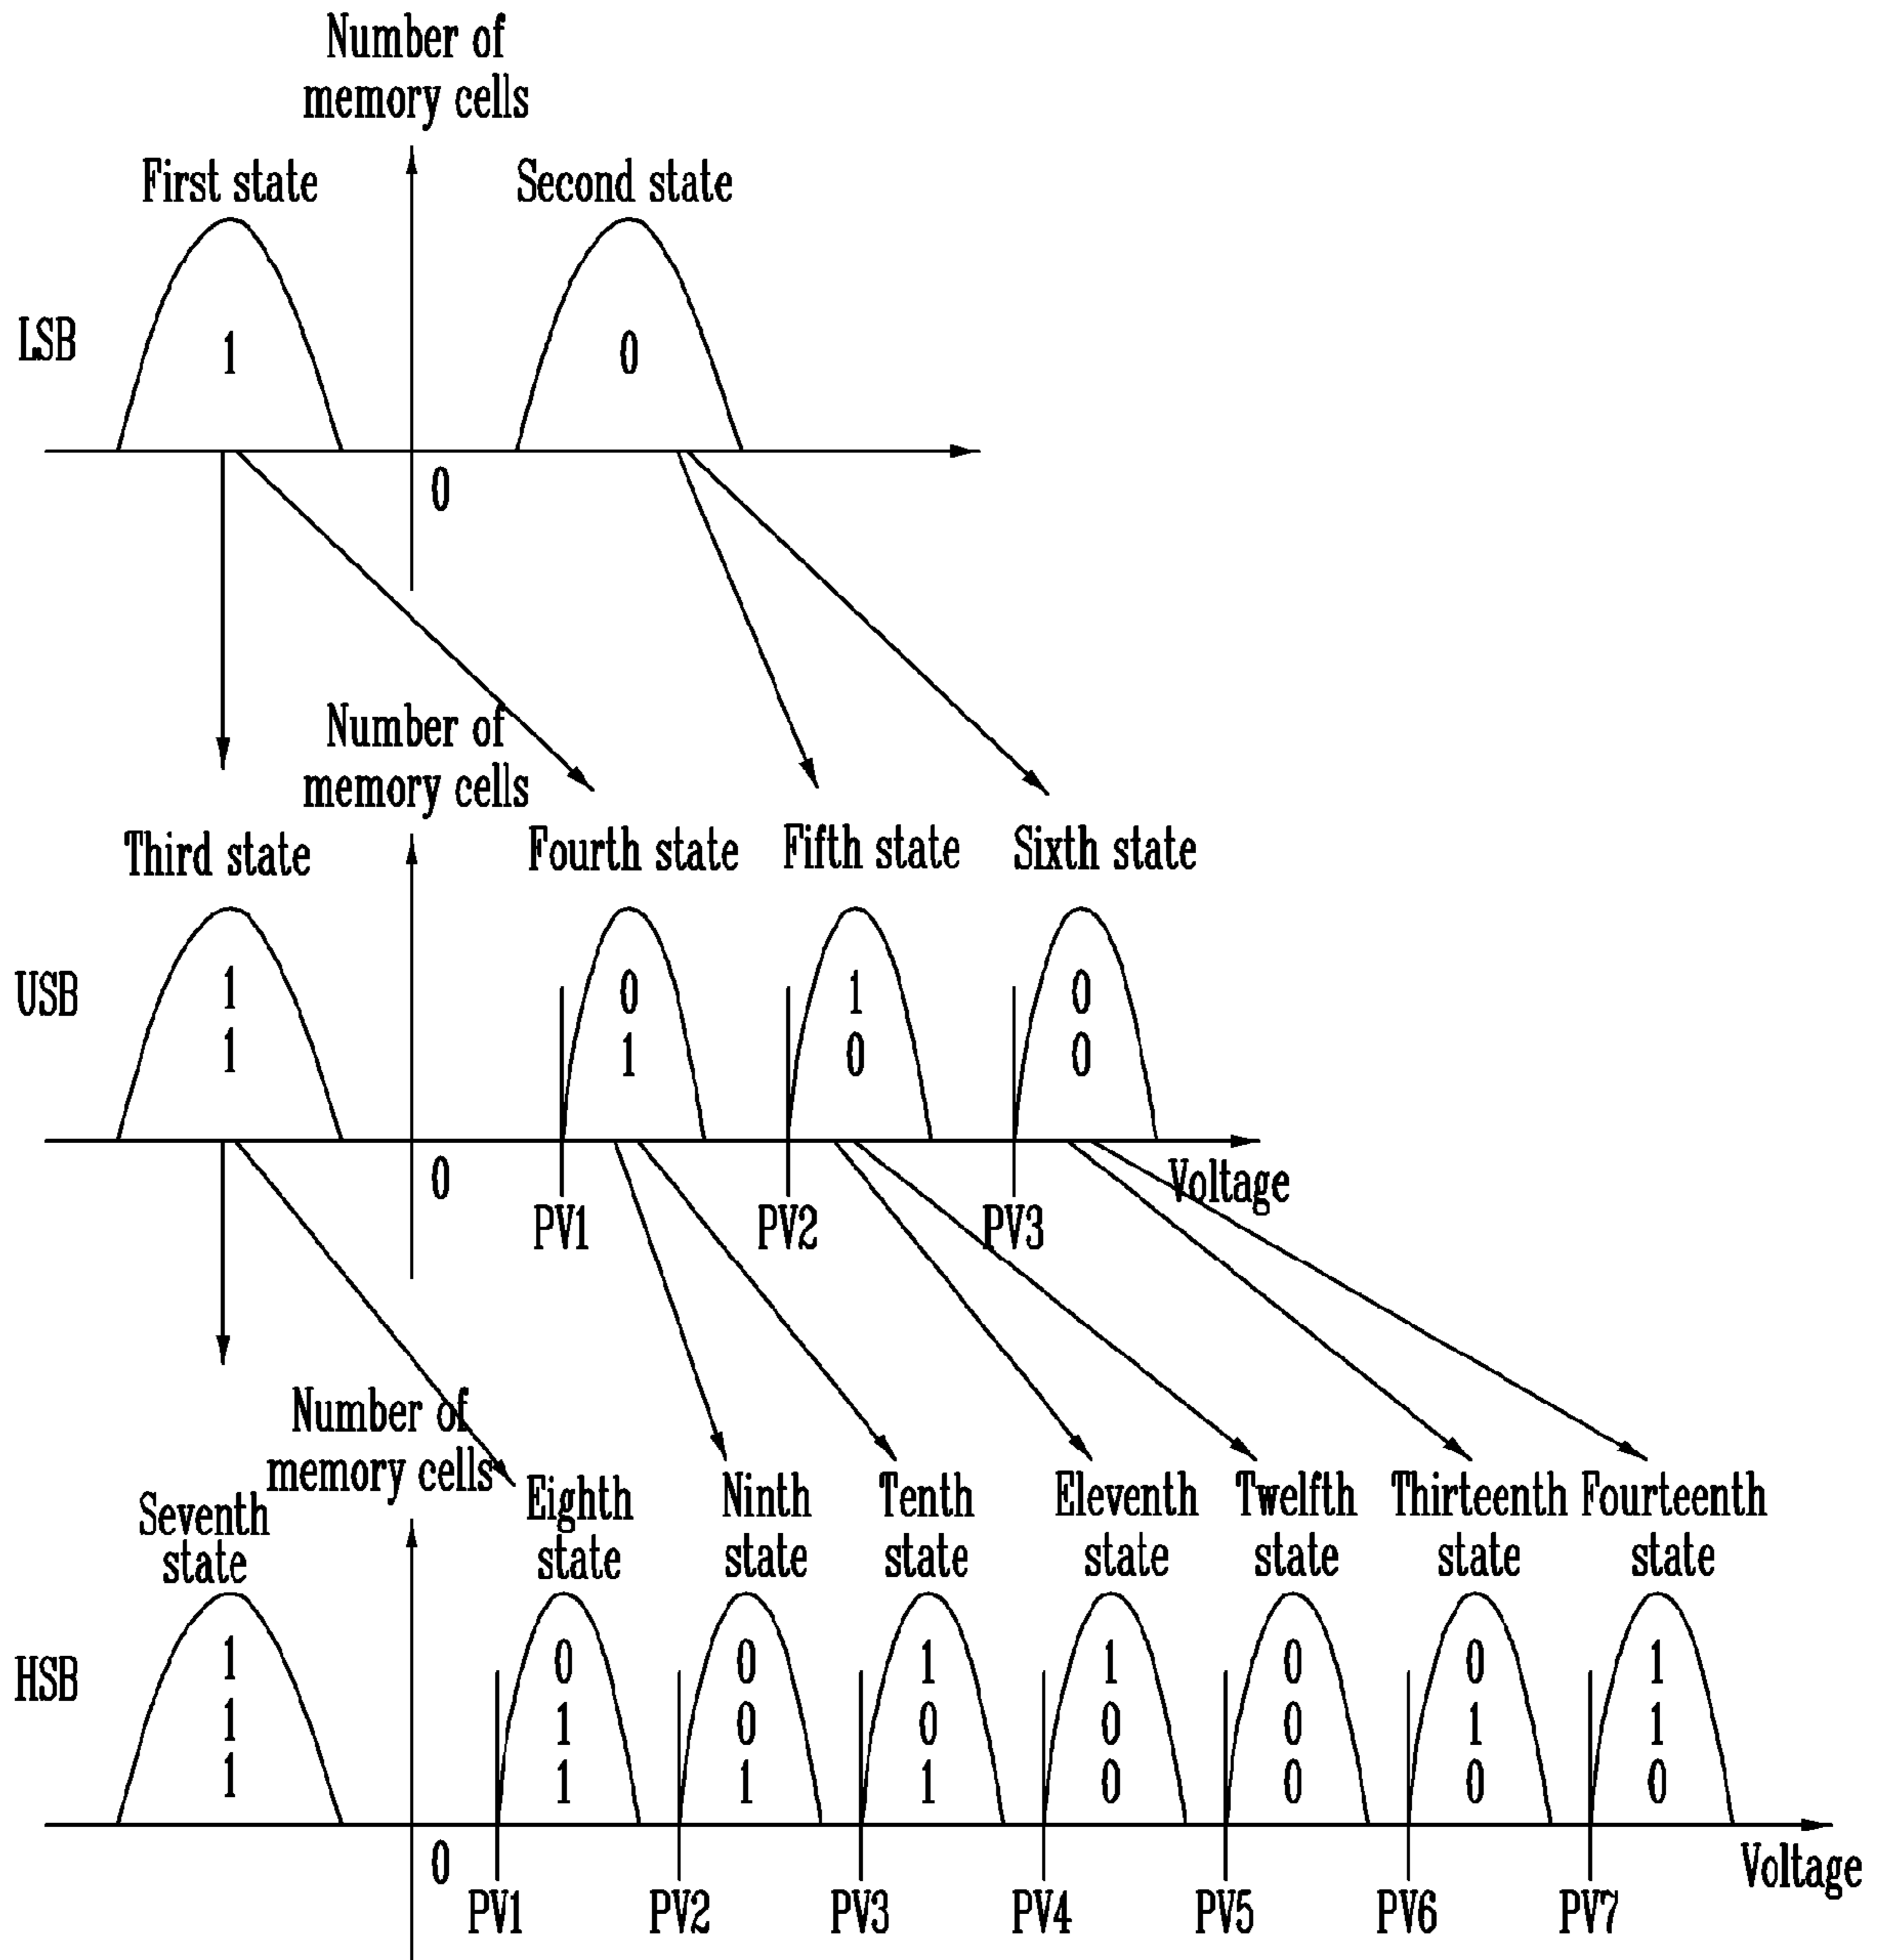 Number of
memory cells
First state
Second state
LSB
1
0
0
Number of
memory cells
Third state
Fourth state
Fifth state
Sixth state
USB
1
1
0
1
1
0
0
0
0
Voltage
PV1
PV2
PV3
Number of
memory cells
Seventh
state
Eighth
state
Ninth
state
Tenth
state
Eleventh
state
Twelfth
state
Thirteenth
state
Fourteenth
state
HSB
1
1
1
0
1
1
0
0
1
1
0
1
1
0
0
0
0
0
0
1
0
1
1
0
0
Voltage
PV1
PV2
PV3
PV4
PV5
PV6
PV7